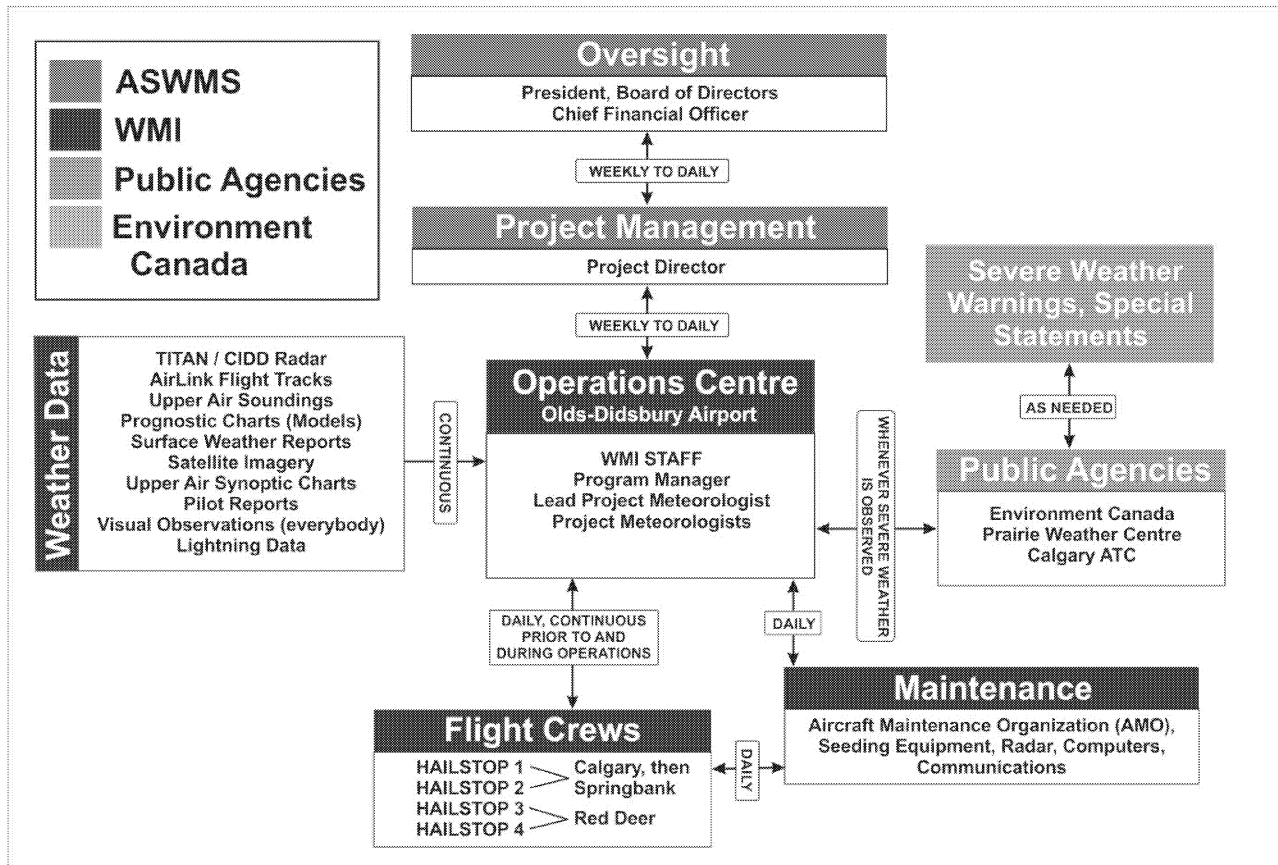 ASWMS
WMI
Public Agencies
Environment
Canada
Oversight
President, Board of Directors
Chief Financial Officer
WEEKLY TO DAILY
Project Management
Project Director
WEEKLY TO DAILY
Severe Weather
Warnings, Special
Statements
AS NEEDED
Weather Data
TITAN / CIDD Radar
AirLink Flight Tracks
Upper Air Soundings
Prognostic Charts (Models)
Surface Weather Reports
Satellite Imagery
Upper Air Synoptic Charts
Pilot Reports
Visual Observations (everybody)
Lightning Data
CONTINUOUS
Operations Centre
Olds-Didsbury Airport
WMI STAFF
Program Manager
Lead Project Meteorologist
Project Meteorologists
WHENEVER SEVERE WEATHER
IS OBSERVED
Public Agencies
Environment Canada
Prairie Weather Centre
Calgary ATC
DAILY, CONTINUOUS
PRIOR TO AND
DURING OPERATIONS
DAILY
Maintenance
Aircraft Maintenance Organization (AMO),
Seeding Equipment, Radar, Computers,
Communications
Flight Crews
HAILSTOP 1
HAILSTOP 2
Calgary, then
Springbank
HAILSTOP 3
HAILSTOP 4
Red Deer
DAILY